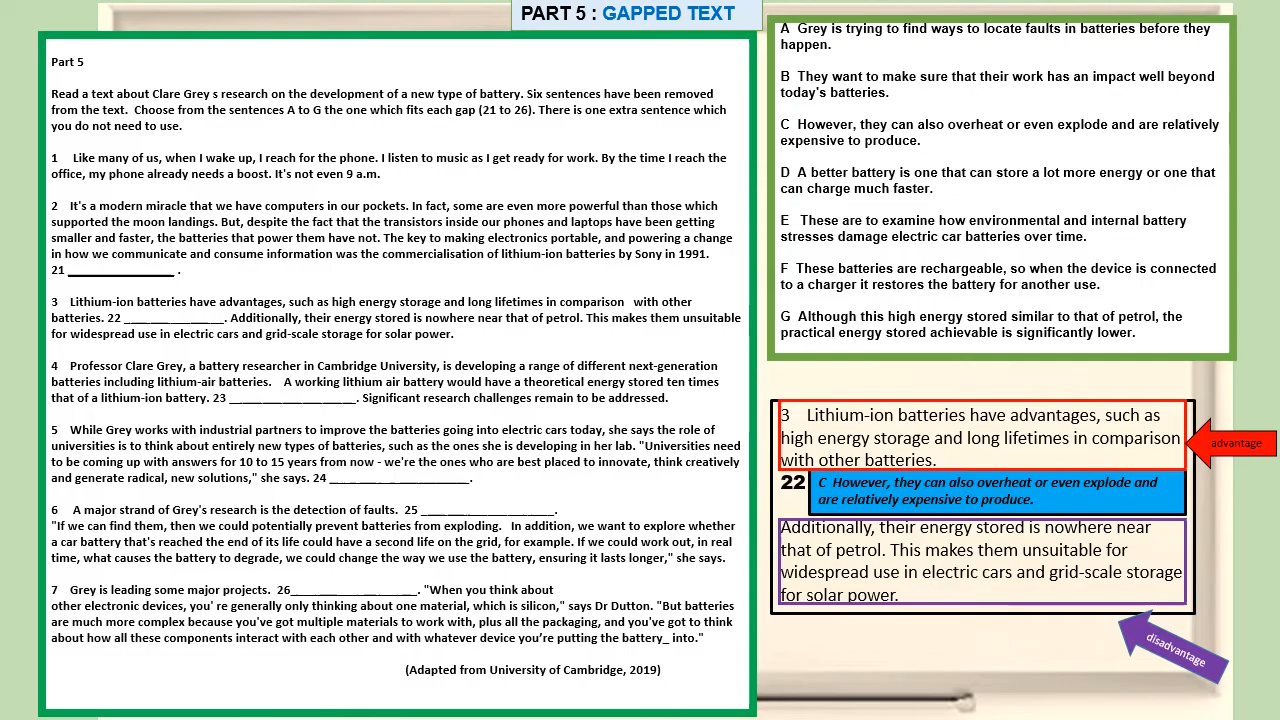 PART 5 : GAPPED TEXT
Part 5
Read a text about Clare Grey s research on the development of a new type of battery. Six sentences have been removed
from the text.  Choose from the sentences A to G the one which fits each gap (21 to 26). There is one extra sentence which
you do not need to use.
1    Like many of us, when I wake up, I reach for the phone. I listen to music as I get ready for work. By the time I reach the
office, my phone already needs a boost. It's not even 9 a.m.
2    It's a modern miracle that we have computers in our pockets. In fact, some are even more powerful than those which
supported the moon landings. But, despite the fact that the transistors inside our phones and laptops have been getting
smaller and faster, the batteries that power them have not. The key to making electronics portable, and powering a change
in how we communicate and consume information was the commercialisation of lithium-ion batteries by Sony in 1991.
21 ________________ .
3    Lithium-ion batteries have advantages, such as high energy storage and long lifetimes in comparison   with other
batteries. 22 _______________. Additionally, their energy stored is nowhere near that of petrol. This makes them unsuitable
for widespread use in electric cars and grid-scale storage for solar power.
4    Professor Clare Grey, a battery researcher in Cambridge University, is developing a range of different next-generation
batteries including lithium-air batteries.    A working lithium air battery would have a theoretical energy stored ten times
that of a lithium-ion battery. 23 ___________________. Significant research challenges remain to be addressed.
5    While Grey works with industrial partners to improve the batteries going into electric cars today, she says the role of
universities is to think about entirely new types of batteries, such as the ones she is developing in her lab. "Universities need
to be coming up with answers for 10 to 15 years from now - we're the ones who are best placed to innovate, think creatively
and generate radical, new solutions," she says. 24 _____________________.
6    A major strand of Grey's research is the detection of faults.  25 ____________________.
"If we can find them, then we could potentially prevent batteries from exploding.   In addition, we want to explore whether
a car battery that's reached the end of its life could have a second life on the grid, for example. If we could work out, in real
time, what causes the battery to degrade, we could change the way we use the battery, ensuring it lasts longer," she says.
7    Grey is leading some major projects.  26___________________. "When you think about
other electronic devices, you' re generally only thinking about one material, which is silicon," says Dr Dutton. "But batteries
are much more complex because you've got multiple materials to work with, plus all the packaging, and you've got to think
about how all these components interact with each other and with whatever device you're putting the battery_ into."
(Adapted from University of Cambridge, 2019)
A  Grey is trying to find ways to locate faults in batteries before they
happen.
B  They want to make sure that their work has an impact well beyond
today's batteries.
C  However, they can also overheat or even explode and are relatively
expensive to produce.
D  A better battery is one that can store a lot more energy or one that
can charge much faster.
E   These are to examine how environmental and internal battery
stresses damage electric car batteries over time.
F  These batteries are rechargeable, so when the device is connected
to a charger it restores the battery for another use.
G  Although this high energy stored similar to that of petrol, the
practical energy stored achievable is significantly lower.
3    Lithium-ion batteries have advantages, such as
high energy storage and long lifetimes in comparison
with other batteries.
advantage
22
C  However, they can also overheat or even explode and
are relatively expensive to produce.
Additionally, their energy stored is nowhere near
that of petrol. This makes them unsuitable for
widespread use in electric cars and grid-scale storage
for solar power.
disadvantage